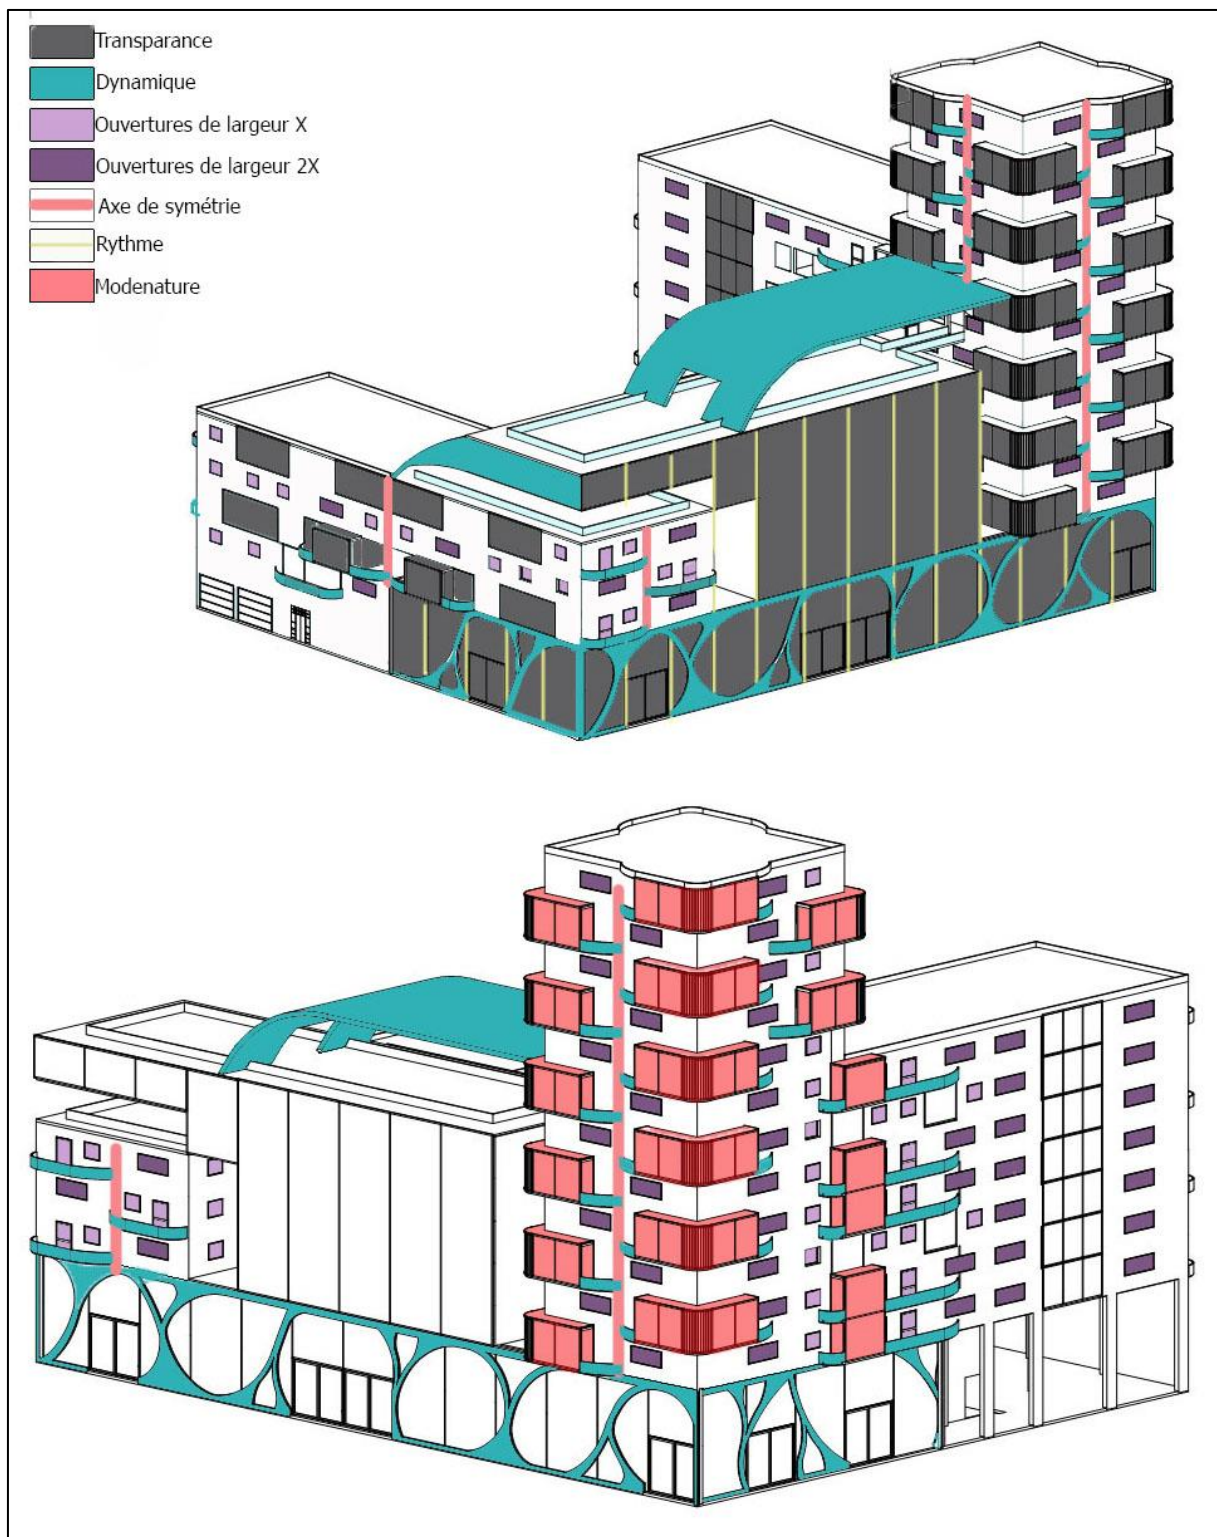 Transparance
Dynamique
Ouvertures de largeur X
Ouvertures de largeur 2X
Axe de symétrie
Rythme
Modenature